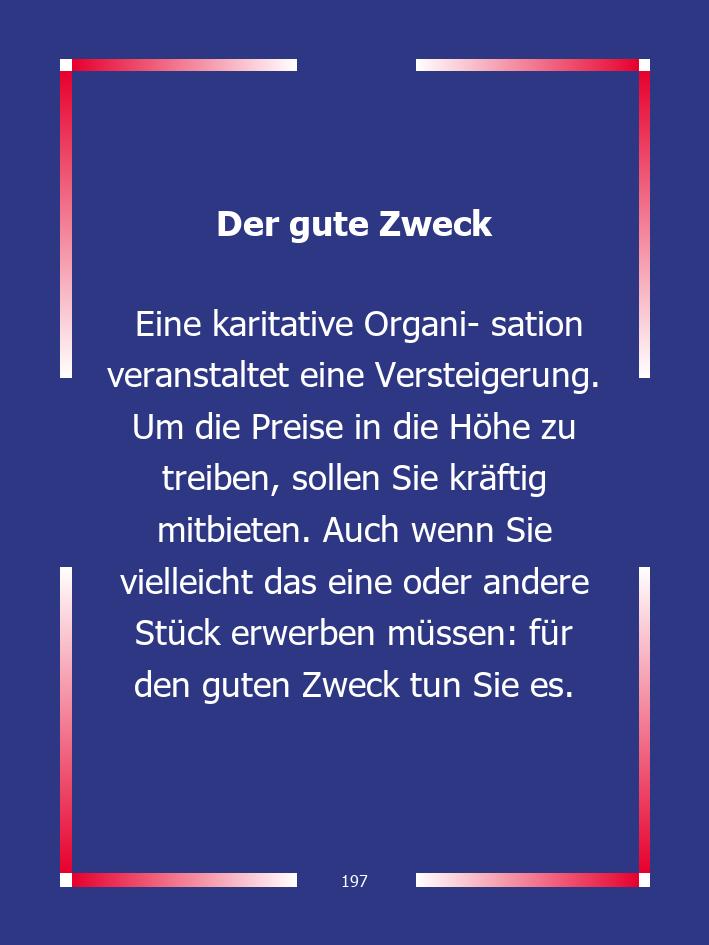 Der gute Zweck
Eine karitative Organi- sation
veranstaltet eine Versteigerung.
Um die Preise in die Höhe zu
treiben, sollen Sie kräftig
mitbieten. Auch wenn Sie
vielleicht das eine oder andere
Stück erwerben müssen: für
den guten Zweck tun Sie es.
197